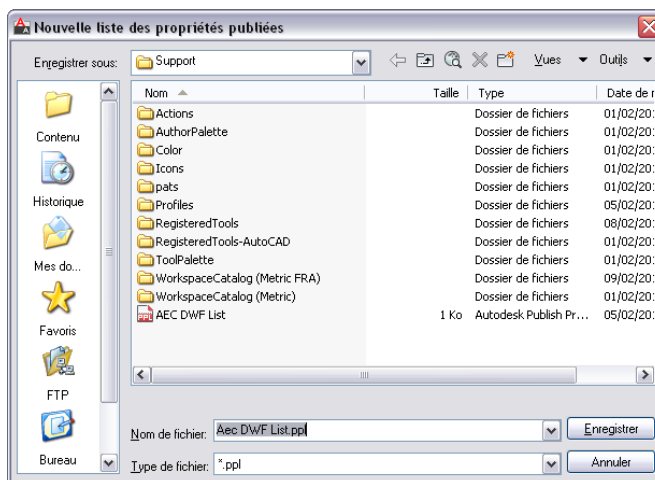 Nouvelle liste des propriétés publiées
Enregistrer sous: Support Vues Outils
Nom Taille Type Date de r
Actions Dossier de fichiers 01/02/20
AuthorPalette Dossier de fichiers 01/02/20
Color Dossier de fichiers 01/02/20
Icons Dossier de fichiers 01/02/20
pats Dossier de fichiers 01/02/20
Profiles Dossier de fichiers 05/02/20
RegisteredTools Dossier de fichiers 08/02/20
RegisteredTools-AutoCAD Dossier de fichiers 01/02/20
ToolPalette Dossier de fichiers 01/02/20
WorkspaceCatalog (Metric FRA) Dossier de fichiers 09/02/20
WorkspaceCatalog (Metric) Dossier de fichiers 01/02/20
PPL AEC DWF List 1 Ko Autodesk Publish Pr... 05/02/20
Contenu
Historique
Mes do...
Favoris
FTP
Bureau
Nom de fichier: Aec DWF List.ppl Enregistrer
Type de fichier: *.ppl Annuler